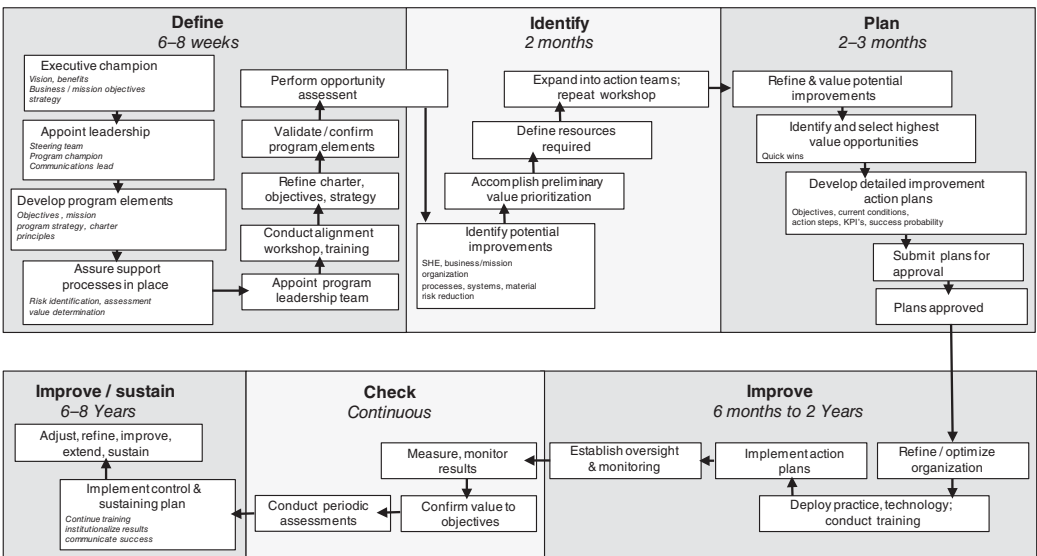 Define
6–8 weeks
Executive champion
Vision, benefits
Business / mission objectives
strategy
Appoint leadership
Steering team
Program champion
Communications lead
Develop program elements
Objectives , mission
program strategy, charter
principles
Assure support
processes in place
Risk identification, assessment
value determination
Perform opportunity
assessent
Validate / confirm
program elements
Refine charter,
objectives, strategy
Conduct alignment
workshop, training
Appoint program
leadership team
Identify
2 months
Expand into action teams;
repeat workshop
Define resources
required
Accomplish preliminary
value prioritization
Identify potential
improvements
SHE, business/mission
organization
processes, systems, material
risk reduction
Plan
2–3 months
Refine & value potential
improvements
Identify and select highest
value opportunities
Quick wins
Develop detailed improvement
action plans
Objectives, current conditions,
action steps, KPI's, success probability
Submit plans for
approval
Plans approved
Improve / sustain
6–8 Years
Adjust, refine, improve,
extend, sustain
Implement control &
sustaining plan
Continue training
institutionalize results
communicate success
Check
Continuous
Measure, monitor
results
Conduct periodic
assessments
Confirm value to
objectives
Improve
6 months to 2 Years
Establish oversight
& monitoring
Implement action
plans
Refine / optimize
organization
Deploy practice, technology;
conduct training